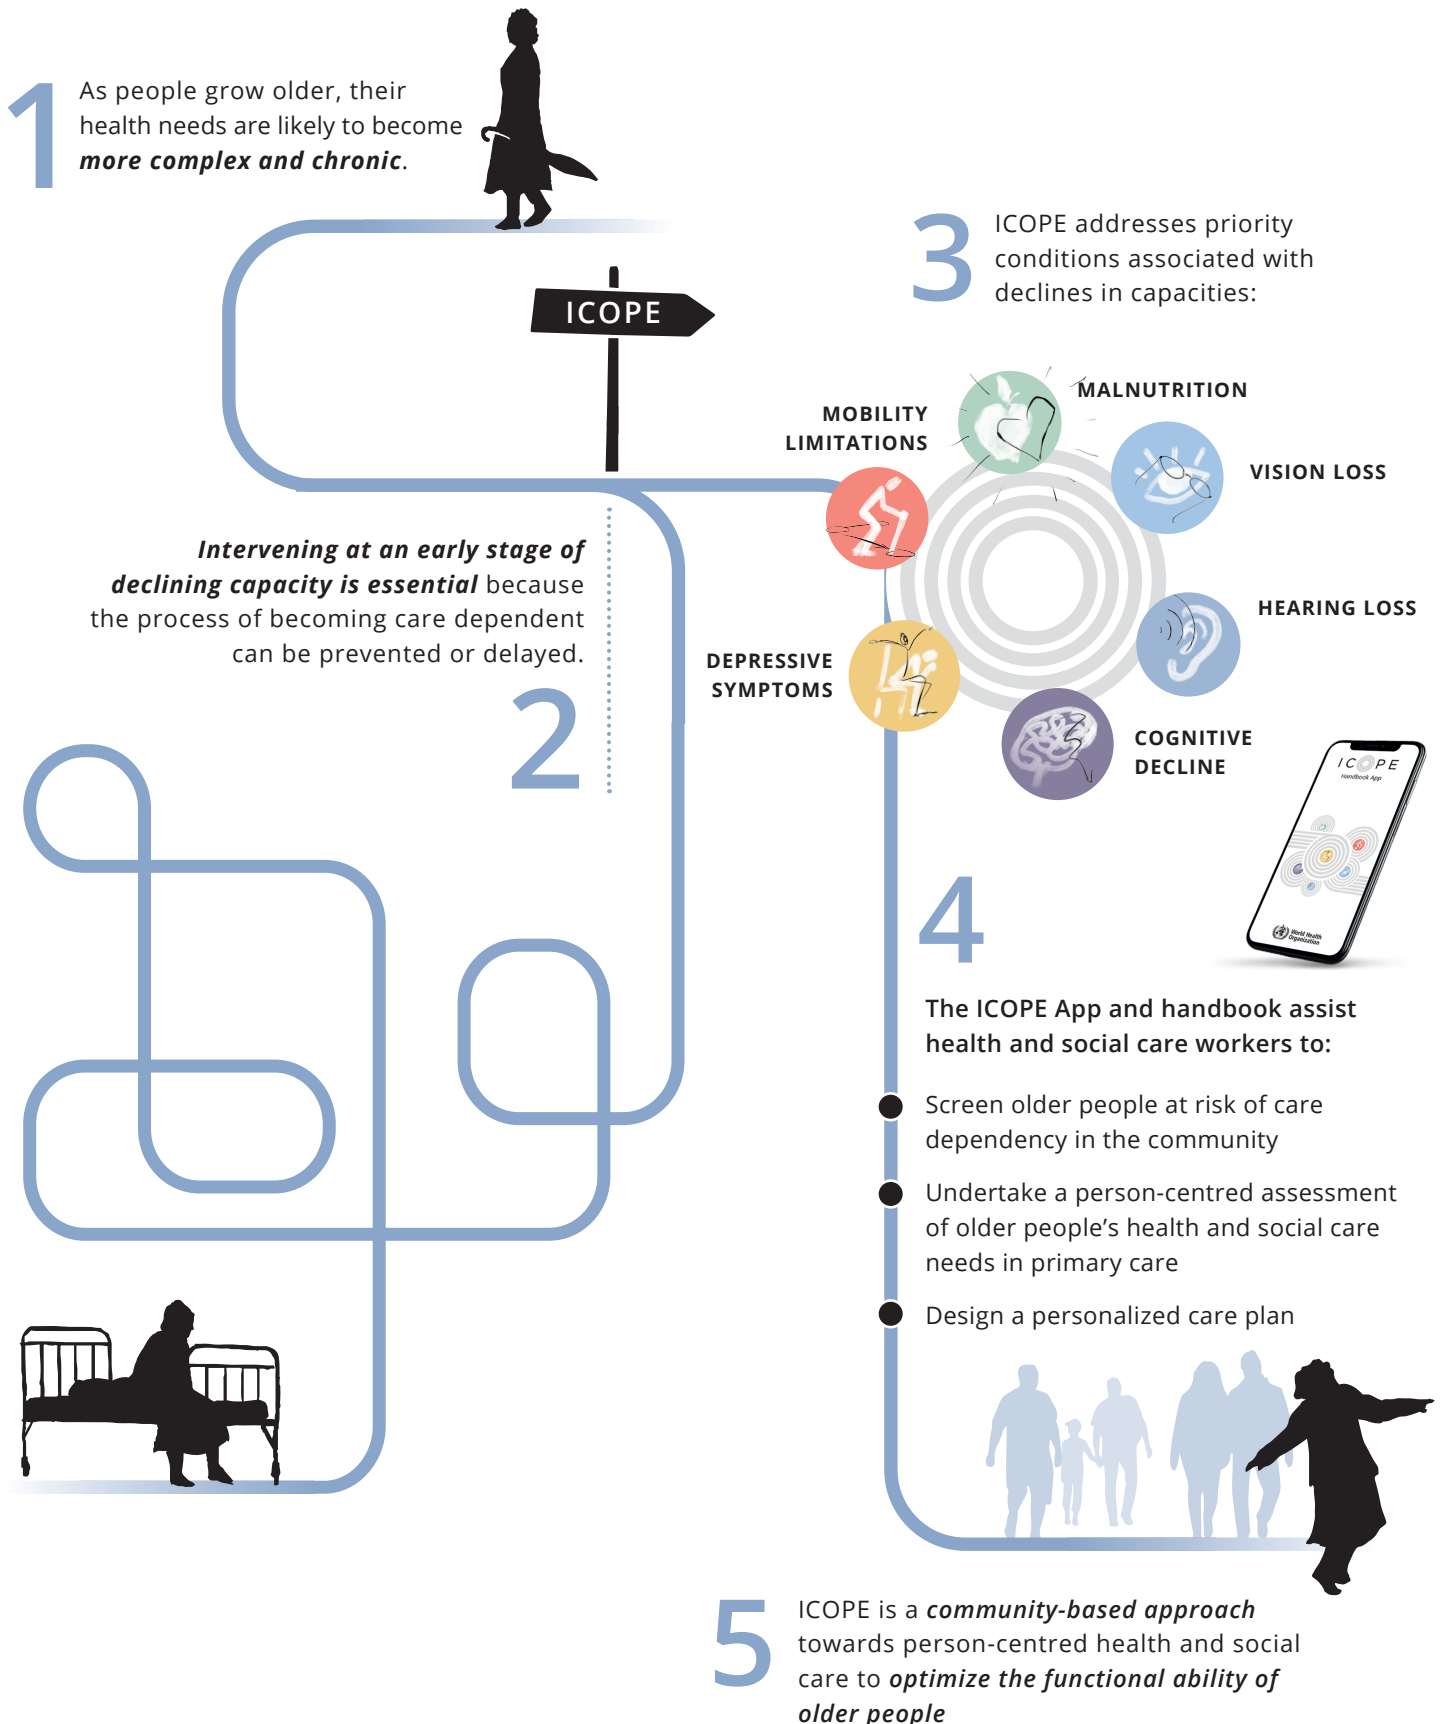 1
As people grow older, their
health needs are likely to become
more complex and chronic.
ICOPE
Intervening at an early stage of
declining capacity is essential because
the process of becoming care dependent
can be prevented or delayed.
2
3
ICOPE addresses priority
conditions associated with
declines in capacities:
MOBILITY
LIMITATIONS
MALNUTRITION
VISION LOSS
HEARING LOSS
COGNITIVE
DECLINE
DEPRESSIVE
SYMPTOMS
ICOPE
Handbook App
World Health
Organization
4
The ICOPE App and handbook assist
health and social care workers to:
Screen older people at risk of care
dependency in the community
Undertake a person-centred assessment
of older people’s health and social care
needs in primary care
Design a personalized care plan
5
ICOPE is a community-based approach
towards person-centred health and social
care to optimize the functional ability of
older people